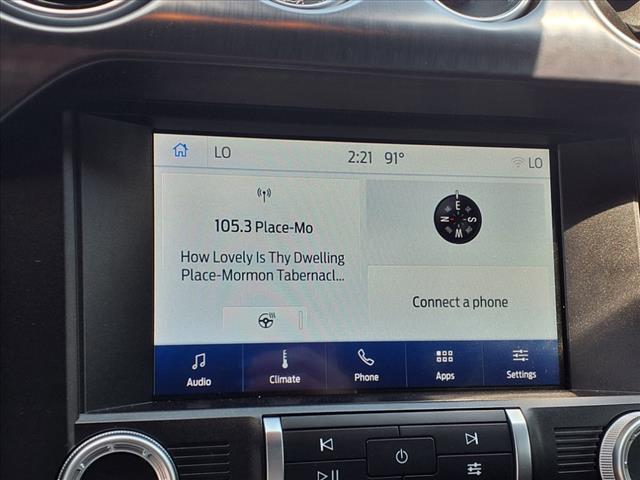 LO
2:21 91°
LO
105.3 Place-Mo
How Lovely Is Thy Dwelling
Place-Mormon Tabernacl...
E
N S
W
Connect a phone
Audio
Climate
Phone
Apps
Settings